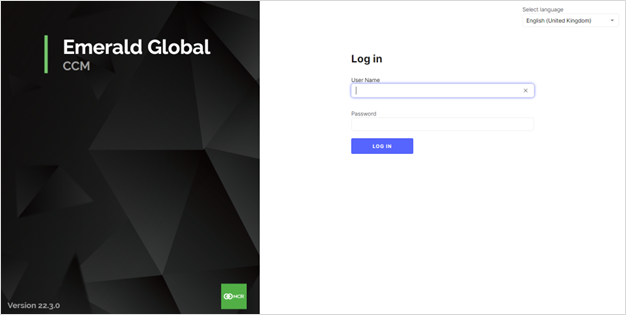 Select language
English (United Kingdom)
Emerald Global
CCM
Log in
User Name
Password
LOG IN
Version 22.3.0
NCR